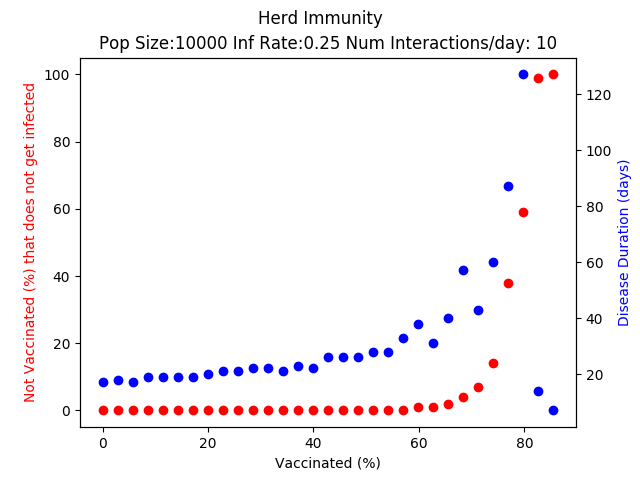 Herd Immunity
Pop Size:10000 Inf Rate:0.25 Num Interactions/day: 10
Not Vaccinated (%) that does not get infected
100
80
60
40
20
0
120
100
80
60
40
20
Disease Duration (days)
0 20 40 60 80
Vaccinated (%)